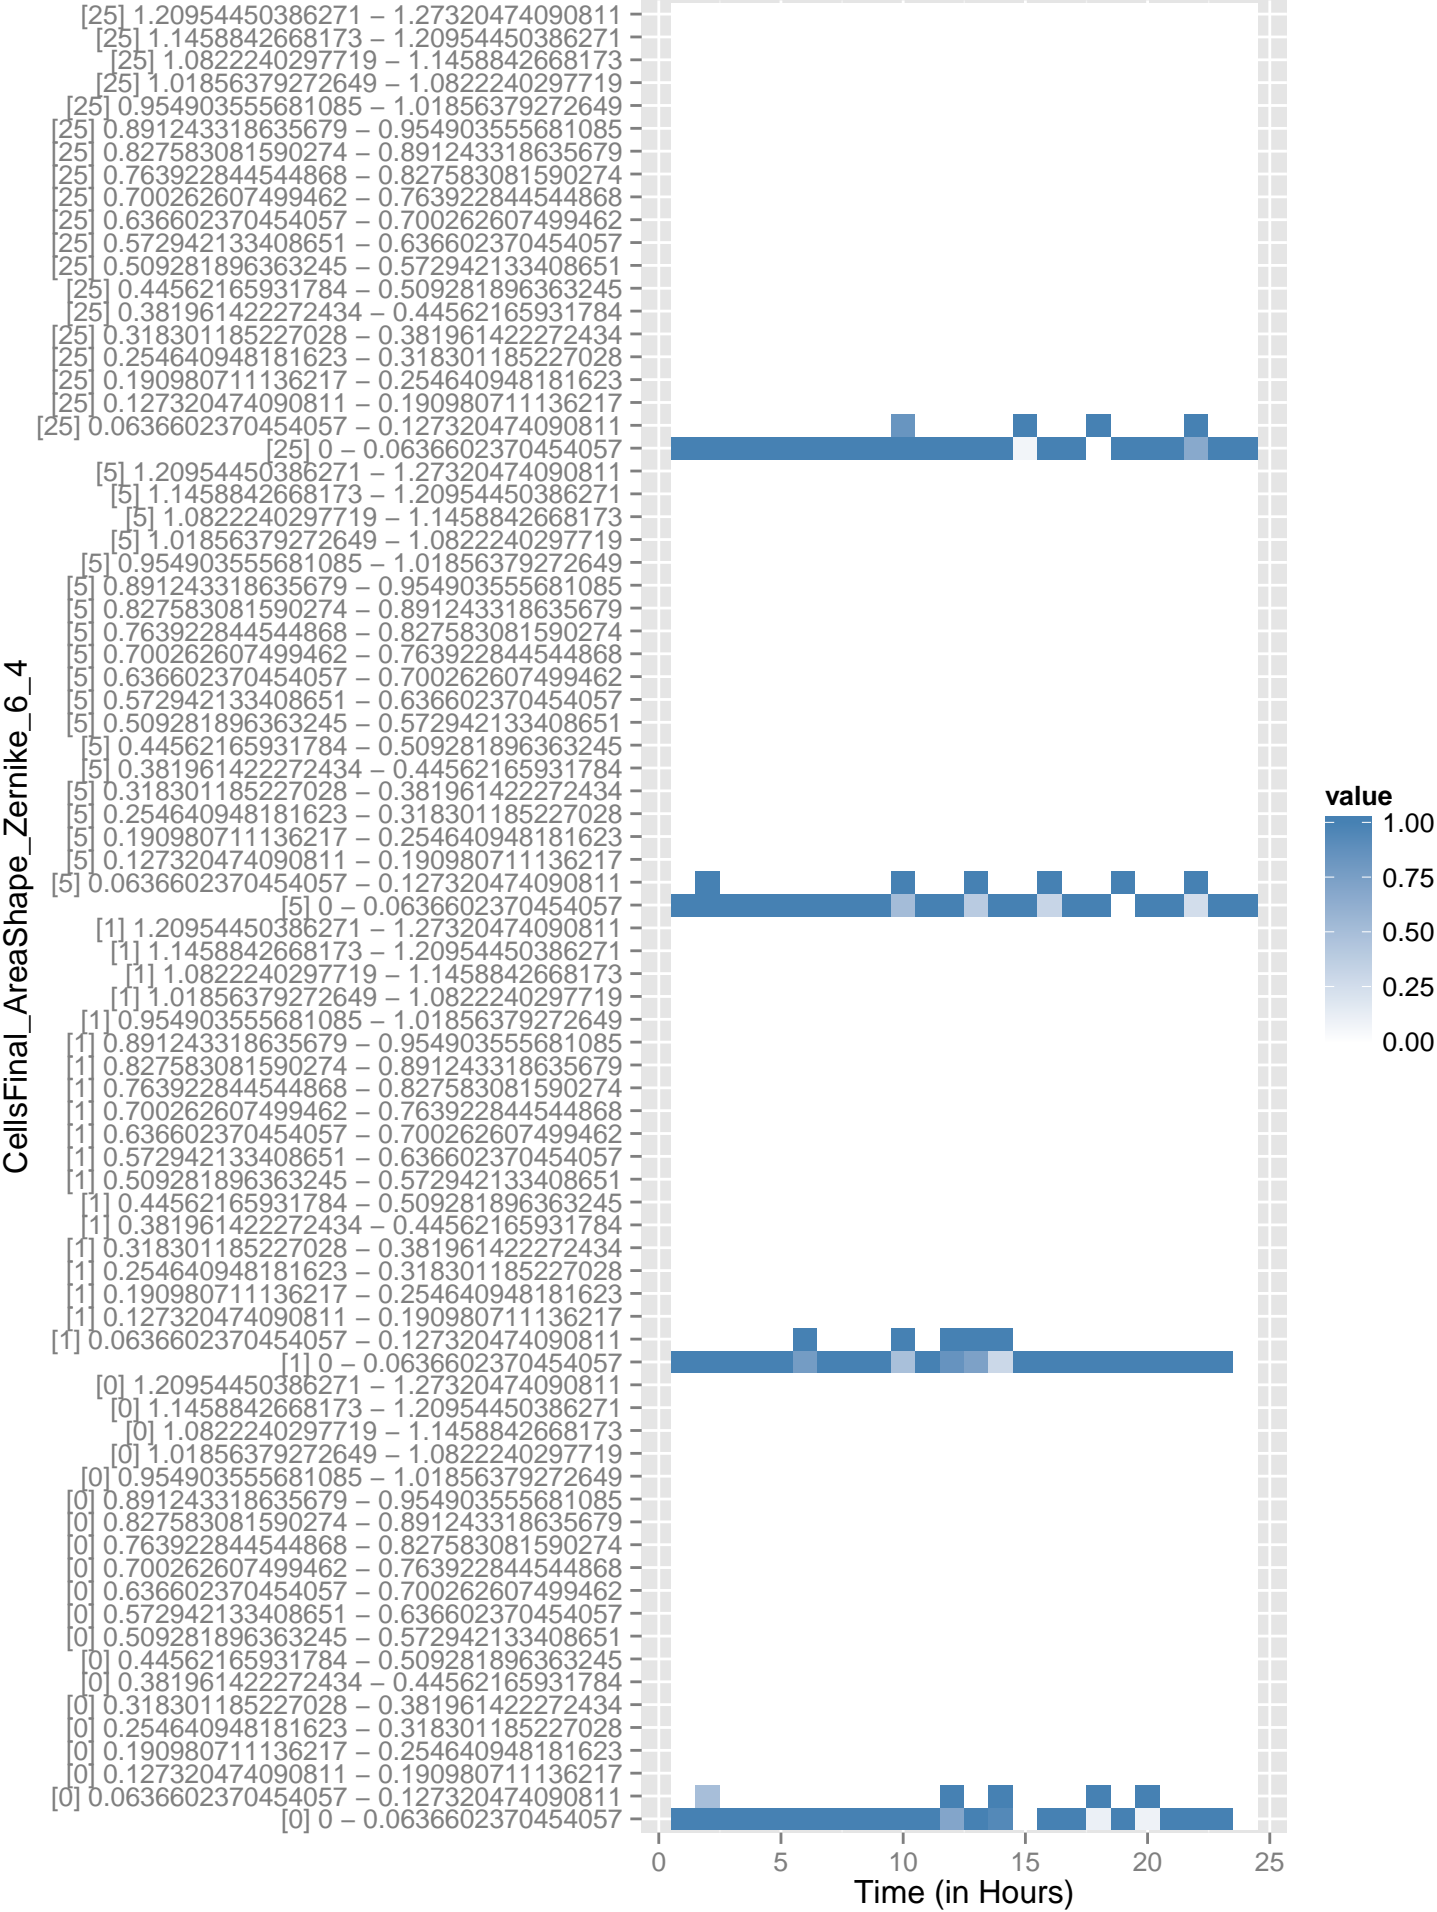 [25] 1.20954450386271 – 1.27320474090811
[25] 1.1458842668173 – 1.20954450386271
[25] 1.0822240297719 – 1.1458842668173
[25] 1.01856379272649 – 1.0822240297719
[25] 0.954903555681085 – 1.01856379272649
[25] 0.891243318635679 – 0.954903555681085
[25] 0.827583081590274 – 0.891243318635679
[25] 0.763922844544868 – 0.827583081590274
[25] 0.700262607499462 – 0.763922844544868
[25] 0.636602370454057 – 0.700262607499462
[25] 0.572942133408651 – 0.636602370454057
[25] 0.509281896363245 – 0.572942133408651
[25] 0.44562165931784 – 0.509281896363245
[25] 0.381961422272434 – 0.44562165931784
[25] 0.318301185227028 – 0.381961422272434
[25] 0.254640948181623 – 0.318301185227028
[25] 0.190980711136217 – 0.254640948181623
[25] 0.127320474090811 – 0.190980711136217
[25] 0.0636602370454057 – 0.127320474090811
[25] 0 – 0.0636602370454057
[5] 1.20954450386271 – 1.27320474090811
[5] 1.1458842668173 – 1.20954450386271
[5] 1.0822240297719 – 1.1458842668173
[5] 1.01856379272649 – 1.0822240297719
[5] 0.954903555681085 – 1.01856379272649
[5] 0.891243318635679 – 0.954903555681085
[5] 0.827583081590274 – 0.891243318635679
[5] 0.763922844544868 – 0.827583081590274
[5] 0.700262607499462 – 0.763922844544868
[5] 0.636602370454057 – 0.700262607499462
[5] 0.572942133408651 – 0.636602370454057
[5] 0.509281896363245 – 0.572942133408651
[5] 0.44562165931784 – 0.509281896363245
[5] 0.381961422272434 – 0.44562165931784
[5] 0.318301185227028 – 0.381961422272434
[5] 0.254640948181623 – 0.318301185227028
[5] 0.190980711136217 – 0.254640948181623
[5] 0.127320474090811 – 0.190980711136217
[5] 0.0636602370454057 – 0.127320474090811
[5] 0 – 0.0636602370454057
[1] 1.20954450386271 – 1.27320474090811
[1] 1.1458842668173 – 1.20954450386271
[1] 1.0822240297719 – 1.1458842668173
[1] 1.01856379272649 – 1.0822240297719
[1] 0.954903555681085 – 1.01856379272649
[1] 0.891243318635679 – 0.954903555681085
[1] 0.827583081590274 – 0.891243318635679
[1] 0.763922844544868 – 0.827583081590274
[1] 0.700262607499462 – 0.763922844544868
[1] 0.636602370454057 – 0.700262607499462
[1] 0.572942133408651 – 0.636602370454057
[1] 0.509281896363245 – 0.572942133408651
[1] 0.44562165931784 – 0.509281896363245
[1] 0.381961422272434 – 0.44562165931784
[1] 0.318301185227028 – 0.381961422272434
[1] 0.254640948181623 – 0.318301185227028
[1] 0.190980711136217 – 0.254640948181623
[1] 0.127320474090811 – 0.190980711136217
[1] 0.0636602370454057 – 0.127320474090811
[1] 0 – 0.0636602370454057
[0] 1.20954450386271 – 1.27320474090811
[0] 1.1458842668173 – 1.20954450386271
[0] 1.0822240297719 – 1.1458842668173
[0] 1.01856379272649 – 1.0822240297719
[0] 0.954903555681085 – 1.01856379272649
[0] 0.891243318635679 – 0.954903555681085
[0] 0.827583081590274 – 0.891243318635679
[0] 0.763922844544868 – 0.827583081590274
[0] 0.700262607499462 – 0.763922844544868
[0] 0.636602370454057 – 0.700262607499462
[0] 0.572942133408651 – 0.636602370454057
[0] 0.509281896363245 – 0.572942133408651
[0] 0.44562165931784 – 0.509281896363245
[0] 0.381961422272434 – 0.44562165931784
[0] 0.318301185227028 – 0.381961422272434
[0] 0.254640948181623 – 0.318301185227028
[0] 0.190980711136217 – 0.254640948181623
[0] 0.127320474090811 – 0.190980711136217
[0] 0.0636602370454057 – 0.127320474090811
[0] 0 – 0.0636602370454057
CellsFinal_AreaShape_Zernike_6_4
0 5 10 15 20 25
Time (in Hours)
value
1.00
0.75
0.50
0.25
0.00